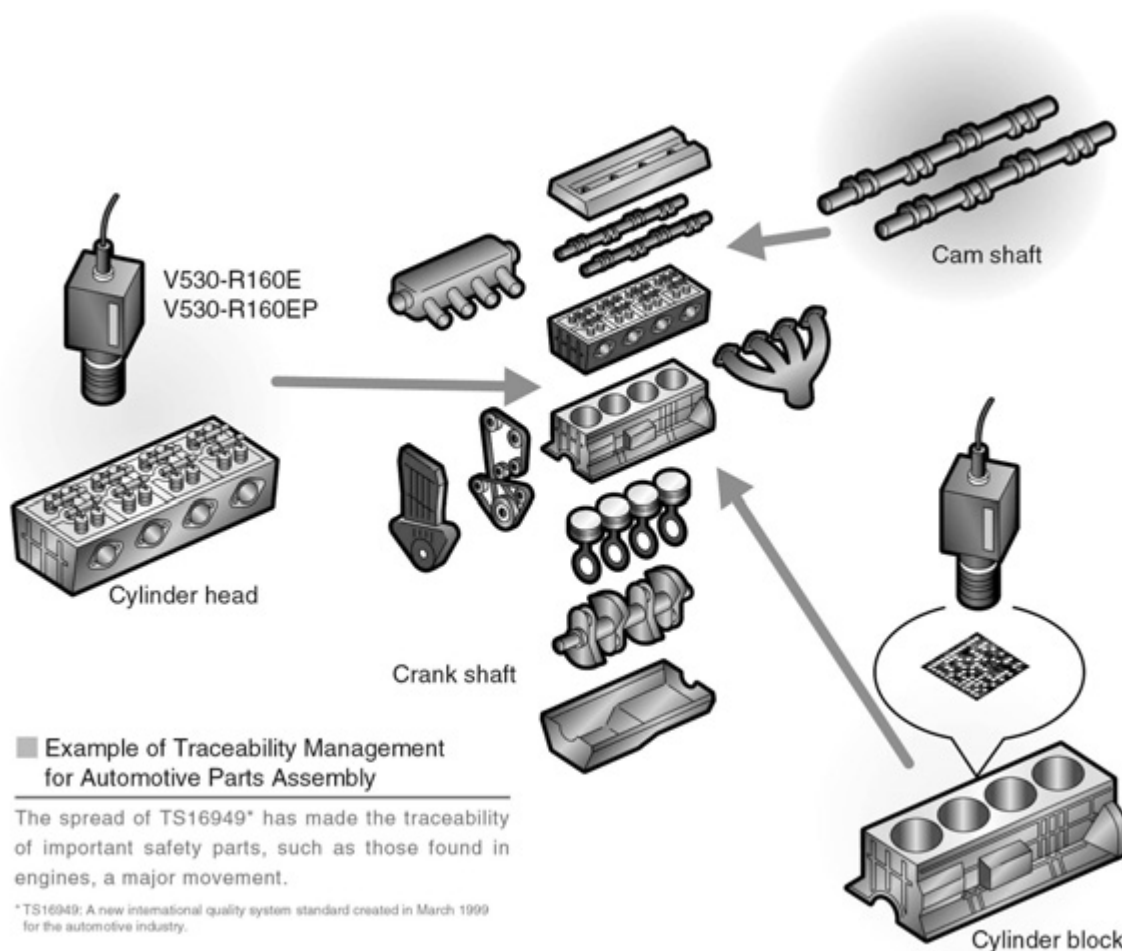 V530-R160E
V530-R160EP
Cam shaft
Cylinder head
Crank shaft
Example of Traceability Management
for Automotive Parts Assembly
The spread of TS16949* has made the traceability
of important safety parts, such as those found in
engines, a major movement.
* TS16949: A new international quality system standard created in March 1999
for the automotive industry.
Cylinder block